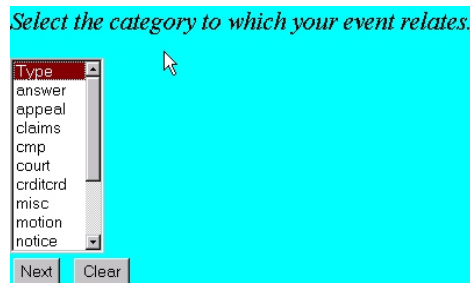 Select the category to which your event relates.
Type
answer
appeal
claims
cmp
court
crditcrd
misc
motion
notice
Next Clear